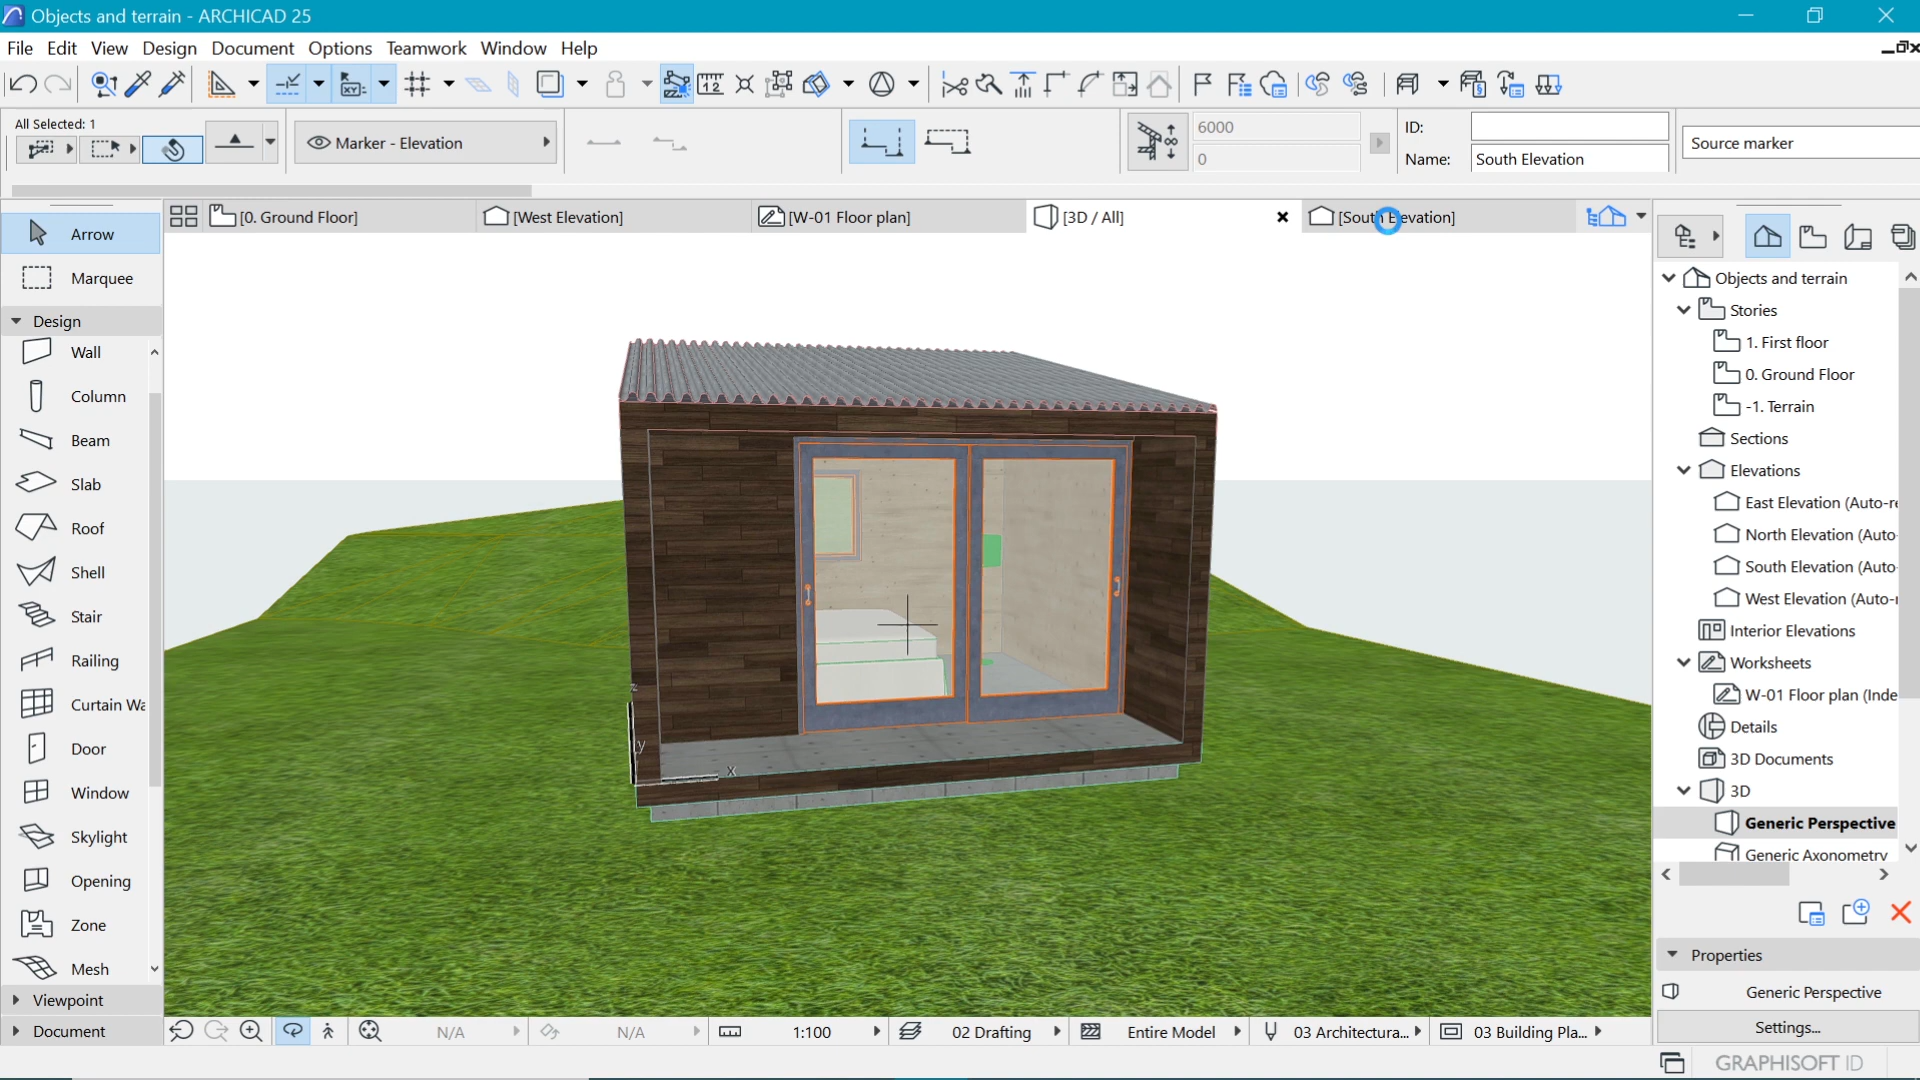 Objects and terrain - ARCHICAD 25
File Edit View Design Document Options Teamwork Window Help
All Selected: 1
Marker - Elevation
6000
0
ID:
Name: South Elevation
Source marker
[0. Ground Floor]
[West Elevation]
[W-01 Floor plan]
[3D / All]
[South Elevation]
Arrow
Marquee
Design
Wall
Column
Beam
Slab
Roof
Shell
Stair
Railing
Curtain Wa
Door
Window
Skylight
Opening
Zone
Mesh
Viewpoint
Document
z
y
x
Objects and terrain
Stories
1. First floor
0. Ground Floor
-1. Terrain
Sections
Elevations
East Elevation (Auto-re
North Elevation (Auto-
South Elevation (Auto-
West Elevation (Auto-r
Interior Elevations
Worksheets
W-01 Floor plan (Inde
Details
3D Documents
3D
Generic Perspective
Generic Axonometry
Properties
Generic Perspective
Settings...
N/A
N/A
1:100
02 Drafting
Entire Model
03 Architectura...
03 Building Pla...
GRAPHISOFT ID